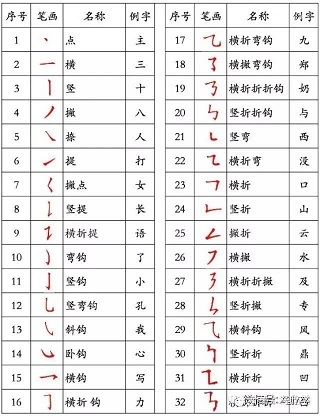 序号 笔画 名称 例字
1 丶 点 主
2 一 横 三
3 丨 竖 十
4 丿 撇 八
5 ㇏ 捺 人
6 ㇀ 提 打
7 ㇛ 撇点 女
8 ㇙ 竖提 长
9 ㇊ 横折提 语
10 ㇁ 弯钩 了
11 亅 竖钩 小
12 ㇟ 竖弯钩 孔
13 ㇂ 斜钩 我
14 ㇃ 卧钩 心
15 ㇖ 横钩 写
16 ㇆ 横折钩 力
序号 笔画 名称 例字
17 ㇈ 横折弯钩 九
18 ㇌ 横撇弯钩 郑
19 ㇡ 横折折折钩 奶
20 ㇉ 竖折折钩 与
21 ㇄ 竖弯 西
22 ㇍ 横折弯 没
23 ㇕ 横折 口
24 ㇗ 竖折 山
25 ㇜ 撇折 云
26 ㇇ 横撇 水
27 ㇋ 横折折撇 及
28 ㇞ 竖折撇 专
29 ⺄ 横斜钩 风
30 ㇞ 竖折折 鼎
31 ㇅ 横折折 凹
32 ㇎